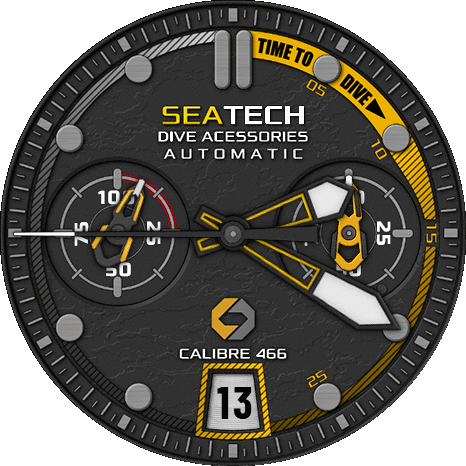 TIME TO DIVE
05
SEATECH
DIVE ACESSORIES
AUTOMATIC
10
100
75
25
50
25
15
CALIBRE 466
25
13